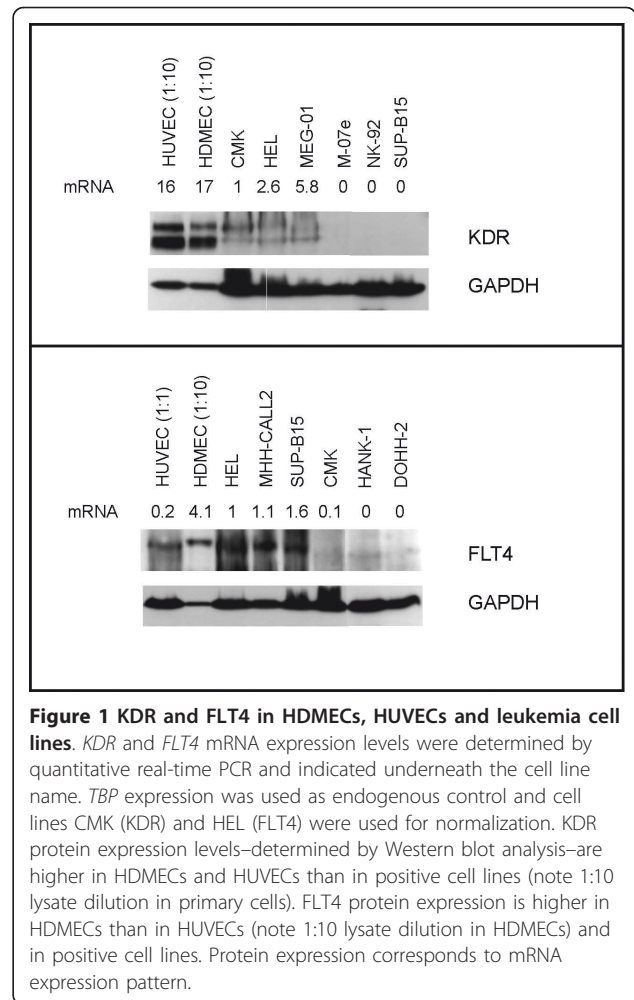 HUVEC (1:10) HDMEC (1:10) CMK HEL MEG-01 M-07e NK-92 SUP-B15
mRNA 16 17 1 2.6 5.8 0 0 0
KDR
GAPDH
HUVEC (1:1) HDMEC (1:10) HEL MHH-CALL2 SUP-B15 CMK HANK-1 DOHH-2
mRNA 0.2 4.1 1 1.1 1.6 0.1 0 0
FLT4
GAPDH
Figure 1 KDR and FLT4 in HDMECs, HUVECs and leukemia cell
lines. KDR and FLT4 mRNA expression levels were determined by
quantitative real-time PCR and indicated underneath the cell line
name. TBP expression was used as endogenous control and cell
lines CMK (KDR) and HEL (FLT4) were used for normalization. KDR
protein expression levels–determined by Western blot analysis–are
higher in HDMECs and HUVECs than in positive cell lines (note 1:10
lysate dilution in primary cells). FLT4 protein expression is higher in
HDMECs than in HUVECs (note 1:10 lysate dilution in HDMECs) and
in positive cell lines. Protein expression corresponds to mRNA
expression pattern.